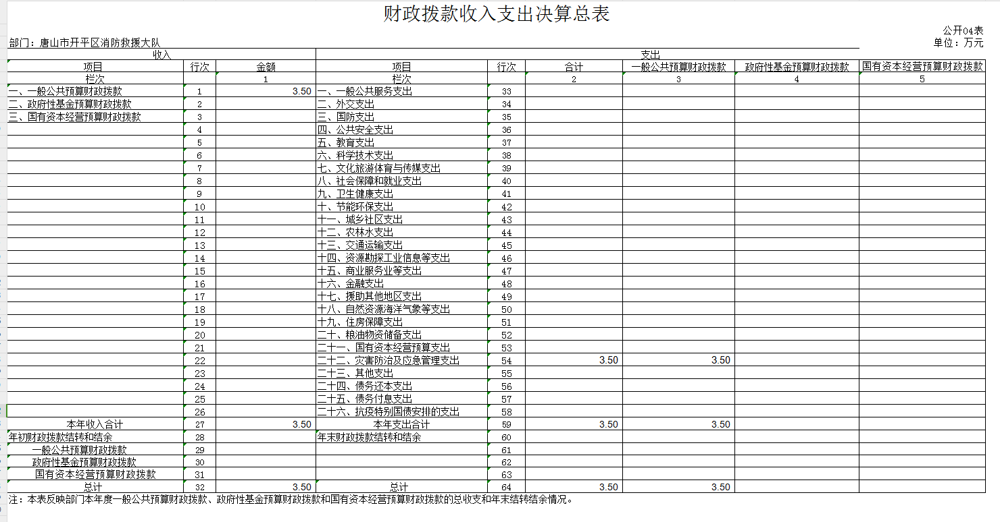 财政拨款收入支出决算总表
公开04表
部门：唐山市开平区消防救援大队 单位：万元
收入 支出
项目 行次 金额 项目 行次 合计 一般公共预算财政拨款 政府性基金预算财政拨款 国有资本经营预算财政拨款
栏次 1 栏次 2 3 4 5
一、一般公共预算财政拨款 1 3.50 一、一般公共服务支出 33
二、政府性基金预算财政拨款 2 二、外交支出 34
三、国有资本经营预算财政拨款 3 三、国防支出 35
4 四、公共安全支出 36
5 五、教育支出 37
6 六、科学技术支出 38
7 七、文化旅游体育与传媒支出 39
8 八、社会保障和就业支出 40
9 九、卫生健康支出 41
10 十、节能环保支出 42
11 十一、城乡社区支出 43
12 十二、农林水支出 44
13 十三、交通运输支出 45
14 十四、资源勘探工业信息等支出 46
15 十五、商业服务业等支出 47
16 十六、金融支出 48
17 十七、援助其他地区支出 49
18 十八、自然资源海洋气象等支出 50
19 十九、住房保障支出 51
20 二十、粮油物资储备支出 52
21 二十一、国有资本经营预算支出 53
22 二十二、灾害防治及应急管理支出 54 3.50 3.50
23 二十三、其他支出 55
24 二十四、债务还本支出 56
25 二十五、债务付息支出 57
26 二十六、抗疫特别国债安排的支出 58
本年收入合计 27 3.50 本年支出合计 59 3.50 3.50
年初财政拨款结转和结余 28 年末财政拨款结转和结余 60
一般公共预算财政拨款 29 61
政府性基金预算财政拨款 30 62
国有资本经营预算财政拨款 31 63
总计 32 3.50 总计 64 3.50 3.50
注：本表反映部门本年度一般公共预算财政拨款、政府性基金预算财政拨款和国有资本经营预算财政拨款的总收支和年末结转结余情况。